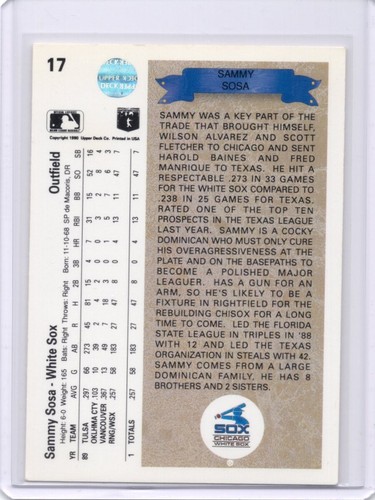 17
UPPER DECK
Copyright 1990 Upper Deck Co. Printed in USA
SAMMY
SOSA
SAMMY WAS A KEY PART OF THE
TRADE THAT BROUGHT HIMSELF,
WILSON ALVAREZ AND SCOTT
FLETCHER TO CHICAGO AND SENT
HAROLD BAINES AND FRED
MANRIQUE TO TEXAS. HE HIT A
RESPECTABLE .273 IN 33 GAMES FOR
THE WHITE SOX COMPARED TO
.238 IN 25 GAMES FOR TEXAS.
RATED ONE OF THE TOP TEN
PROSPECTS IN THE TEXAS LEAGUE
LAST YEAR. SAMMY IS A COCKY
DOMINICAN WHO MUST ONLY CURE
HIS OVERAGRESSIVENESS AT THE
PLATE AND ON THE BASEPATHS TO
BECOME A POLISHED MAJOR
LEAGUER. HAS A GUN FOR AN
ARM, SO HE'S LIKELY TO BE A
FIXTURE IN RIGHTFIELD FOR THE
REBUILDING CHISOX FOR A LONG
TIME TO COME. LED THE FLORIDA
STATE LEAGUE IN TRIPLES IN '88
WITH 12 AND LED THE TEXAS
ORGANIZATION IN STEALS WITH 42.
SAMMY COMES FROM A LARGE
DOMINICAN FAMILY, HE HAS 8
BROTHERS AND 2 SISTERS.
SOX
CHICAGO
WHITE SOX
Sammy Sosa - White Sox Outfield
Height: 6-0 Weight: 165 Bats: Right Throws: Right Born: 11-10-68 SP de Macoris, DR
YR TEAM AVG G AB R H 2B 3B HR RBI BB SO SB
89 TULSA 297 66 273 45 81 15 4 7 31 15 52 16
OKLHMA CTY 103 10 39 2 4 2 0 0 3 2 8 4
VANCOUVER 367 13 49 7 18 3 0 1 5 7 6 3
RNG/WSX 257 58 183 27 47 8 0 4 13 11 47 7
1 TOTALS 257 58 183 27 47 8 0 4 13 11 47 7